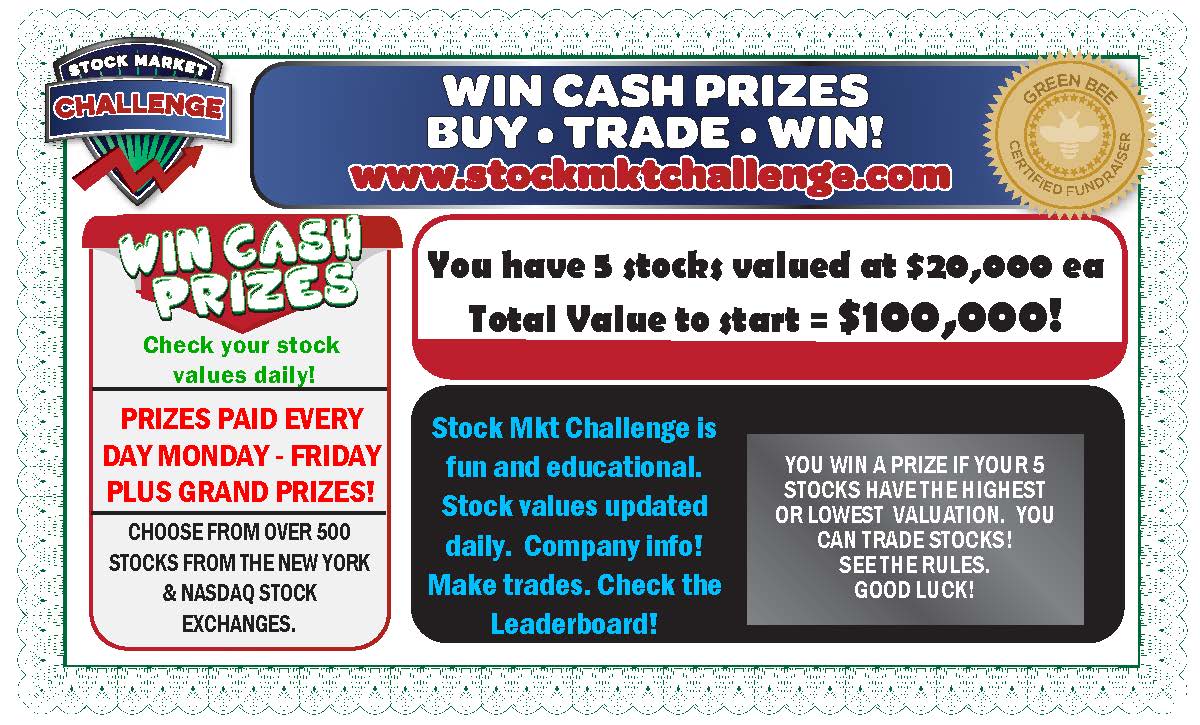 STOCK MARKET
CHALLENGE
WIN CASH PRIZES
BUY • TRADE • WIN!
www.stockmktchallenge.com
GREEN BEE
CERTIFIED FUNDRAISER
WIN CASH
PRIZES
Check your stock
values daily!
PRIZES PAID EVERY
DAY MONDAY - FRIDAY
PLUS GRAND PRIZES!
CHOOSE FROM OVER 500
STOCKS FROM THE NEW YORK
& NASDAQ STOCK
EXCHANGES.
You have 5 stocks valued at $20,000 ea
Total Value to start = $100,000!
Stock Mkt Challenge is
fun and educational.
Stock values updated
daily. Company info!
Make trades. Check the
Leaderboard!
YOU WIN A PRIZE IF YOUR 5
STOCKS HAVE THE HIGHEST
OR LOWEST VALUATION. YOU
CAN TRADE STOCKS!
SEE THE RULES.
GOOD LUCK!